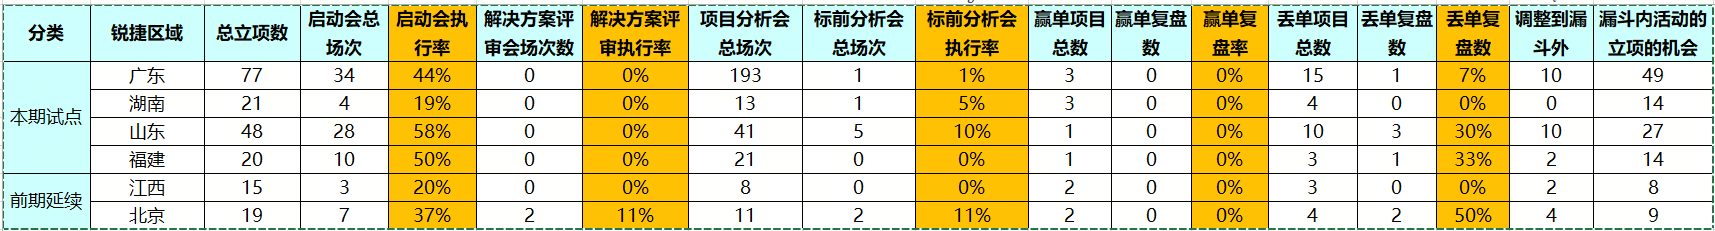 分类 锐捷区域 总立项数 启动会总场次 启动会执行率 解决方案评审会场次数 解决方案评审执行率 项目分析会总场次 标前分析会总场次 标前分析会执行率 赢单项目总数 赢单复盘数 赢单复盘率 丢单项目总数 丢单复盘数 丢单复盘数 调整到漏斗外 漏斗内活动的立项的机会
本期试点 广东 77 34 44% 0 0% 193 1 1% 3 0 0% 15 1 7% 10 49
湖南 21 4 19% 0 0% 13 1 5% 3 0 0% 4 0 0% 0 14
山东 48 28 58% 0 0% 41 5 10% 1 0 0% 10 3 30% 10 27
福建 20 10 50% 0 0% 21 0 0% 1 0 0% 3 1 33% 2 14
前期延续 江西 15 3 20% 0 0% 8 0 0% 2 0 0% 3 0 0% 2 8
北京 19 7 37% 2 11% 11 2 11% 2 0 0% 4 2 50% 4 9